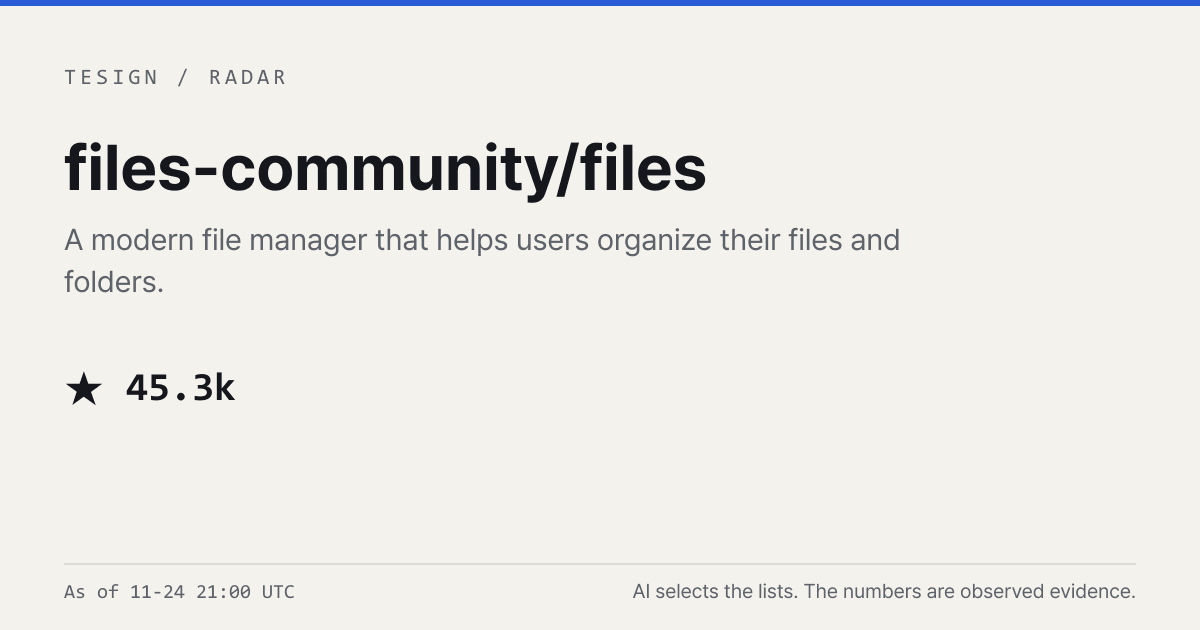 TESIGN / RADAR
files-community/files
A modern file manager that helps users organize their files and
folders.
★ 45.3k
As of 11-24 21:00 UTC
AI selects the lists. The numbers are observed evidence.